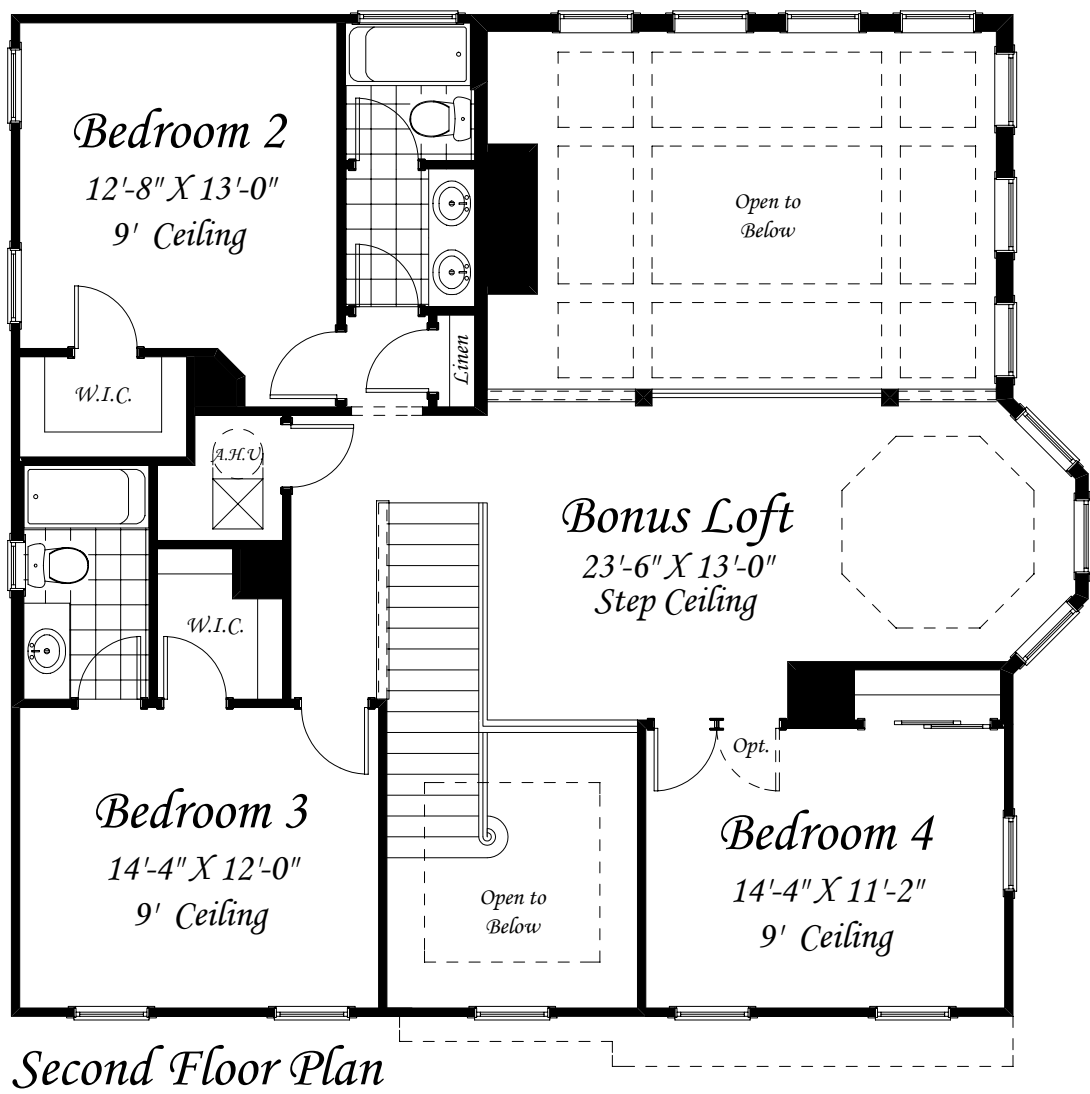 Bedroom 2
12'-8" X 13'-0"
9' Ceiling
Open to
Below
Linen
W.I.C.
A.H.U.
Bonus Loft
23'-6" X 13'-0"
Step Ceiling
W.I.C.
Opt.
Bedroom 3
14'-4" X 12'-0"
9' Ceiling
Open to
Below
Bedroom 4
14'-4" X 11'-2"
9' Ceiling
Second Floor Plan